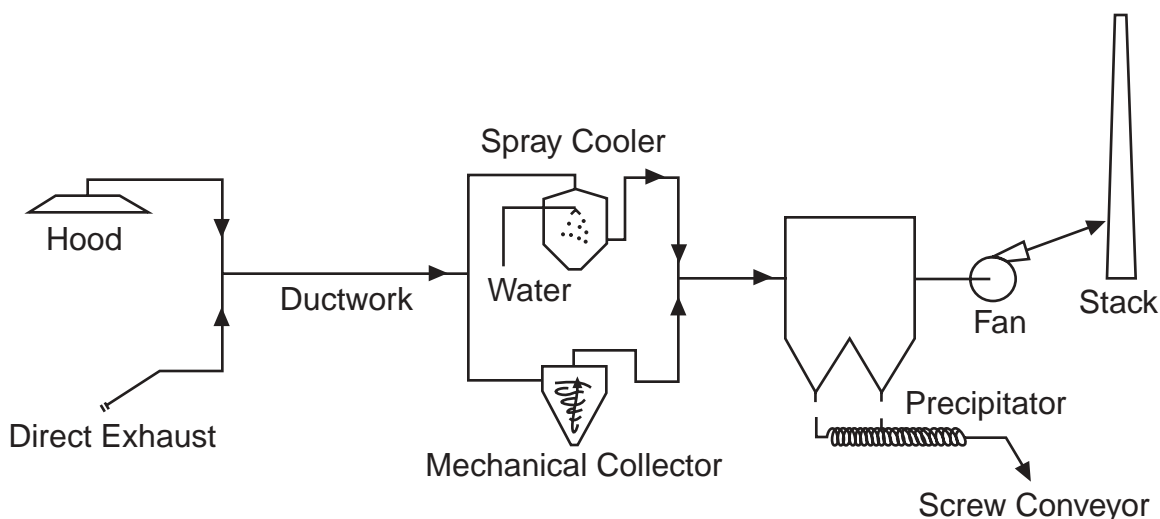 Spray Cooler
Hood
Ductwork
Water
Fan
Stack
Direct Exhaust
Precipitator
Mechanical Collector
Screw Conveyor